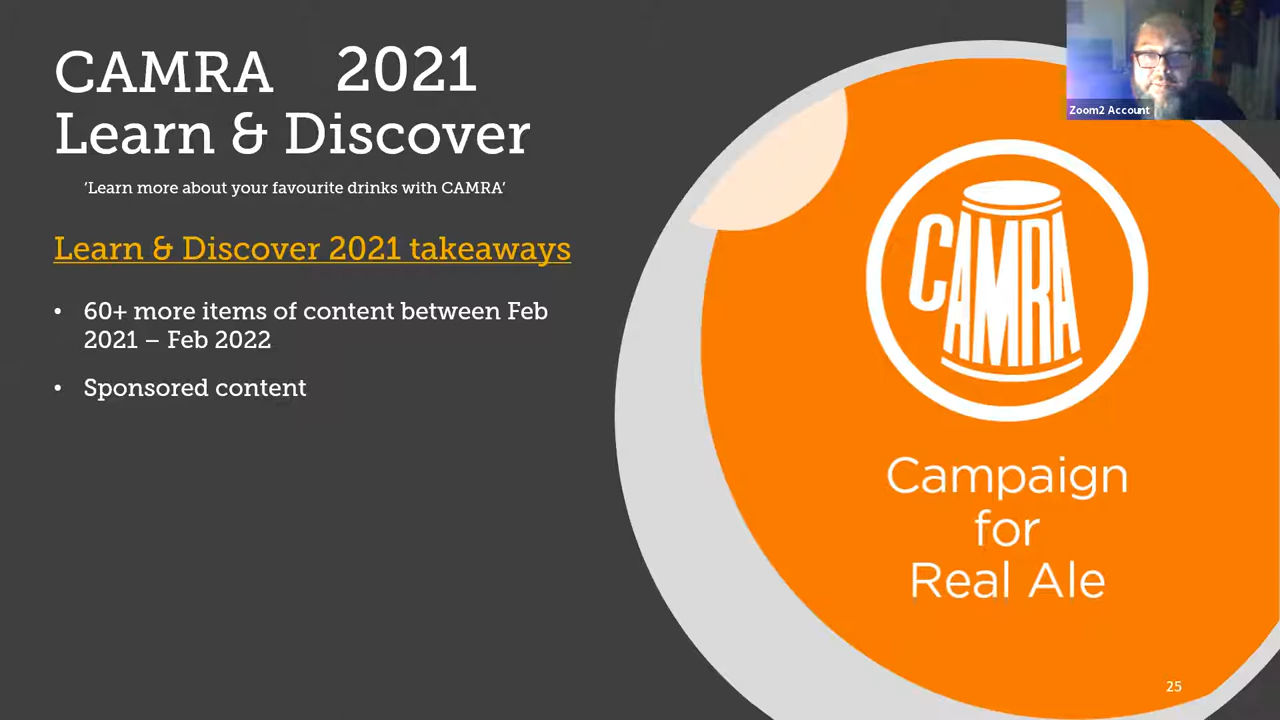 CAMRA 2021
Learn & Discover
‘Learn more about your favourite drinks with CAMRA’
Learn & Discover 2021 takeaways
• 60+ more items of content between Feb
2021 – Feb 2022
• Sponsored content
Zoom2 Account
CAMRA
Campaign
for
Real Ale
25